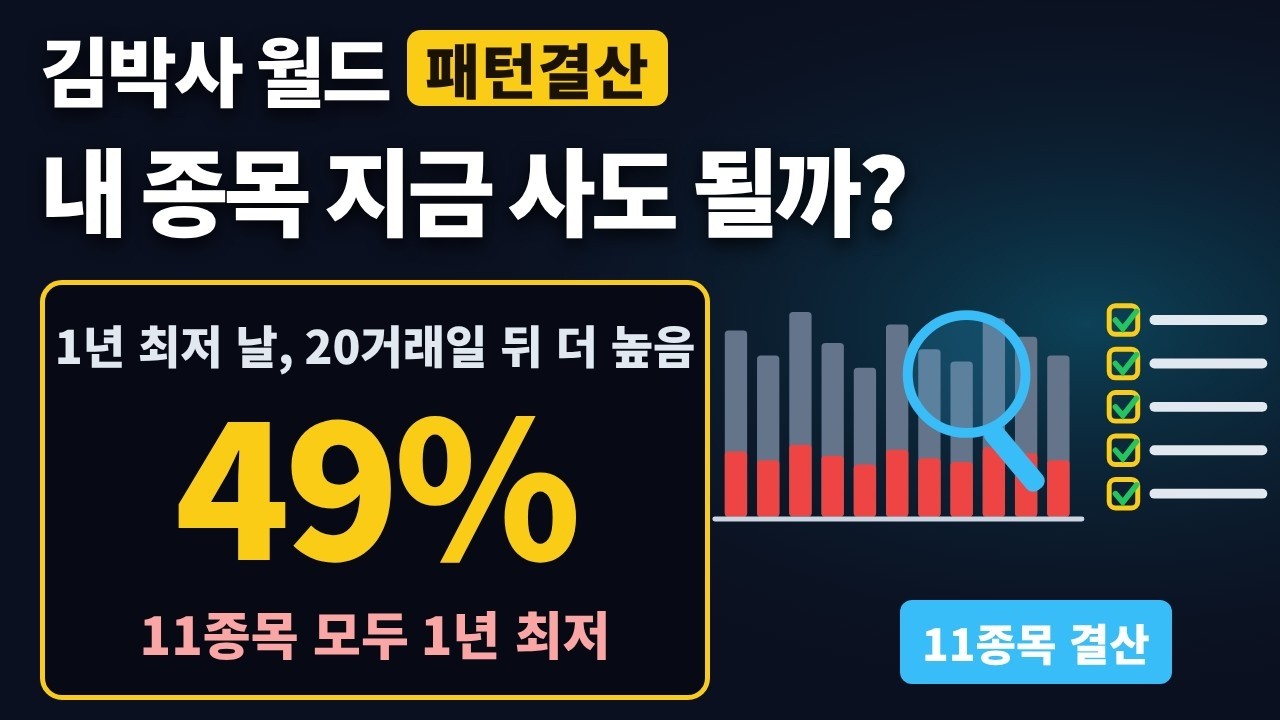 김박사 월드 패턴결산
내 종목 지금 사도 될까?
1년 최저 날, 20거래일 뒤 더 높음
49%
11종목 모두 1년 최저
11종목 결산